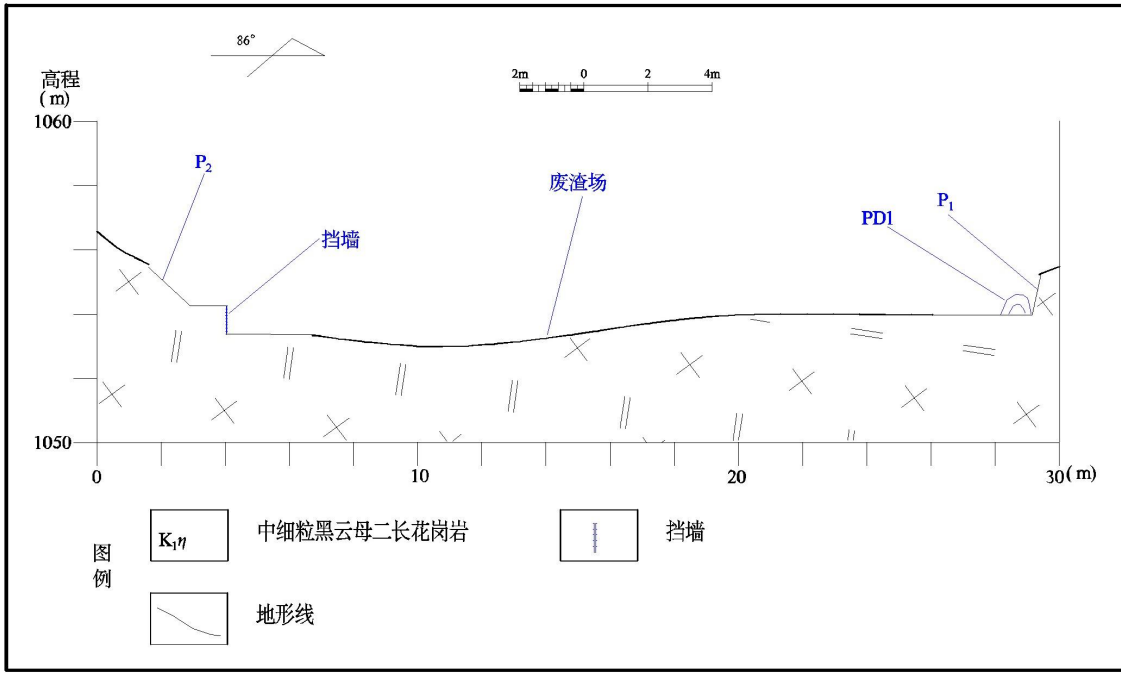 86°
2m 0 2 4m
高程
(m)
1060
P₂
废渣场
P₁
挡墙
PD1
1050
0 10 20 30(m)
K₁η 中细粒黑云母二长花岗岩 挡墙
图例
地形线